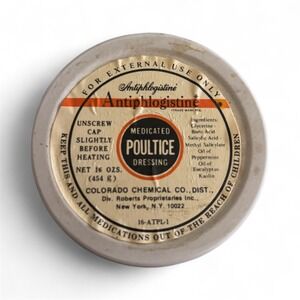 FOR EXTERNAL USE ONLY
Antiphlogistine
Antiphlogistine
UNSCREW
CAP
SLIGHTLY
BEFORE
HEATING
NET 16 OZS.
(454 g)
MEDICATED
POULTICE
DRESSING
Ingredients:
Glycerine
Boric Acid
Salicylic Acid
Methyl Salicylate
Oil of
Peppermint
Oil of
Eucalyptus
Kaolin
COLORADO CHEMICAL CO., DIST.
Div. Roberts Proprietaries Inc.,
New York, N.Y. 10022
16-ATPL-1
KEEP THIS AND ALL MEDICATIONS OUT OF THE REACH OF CHILDREN.